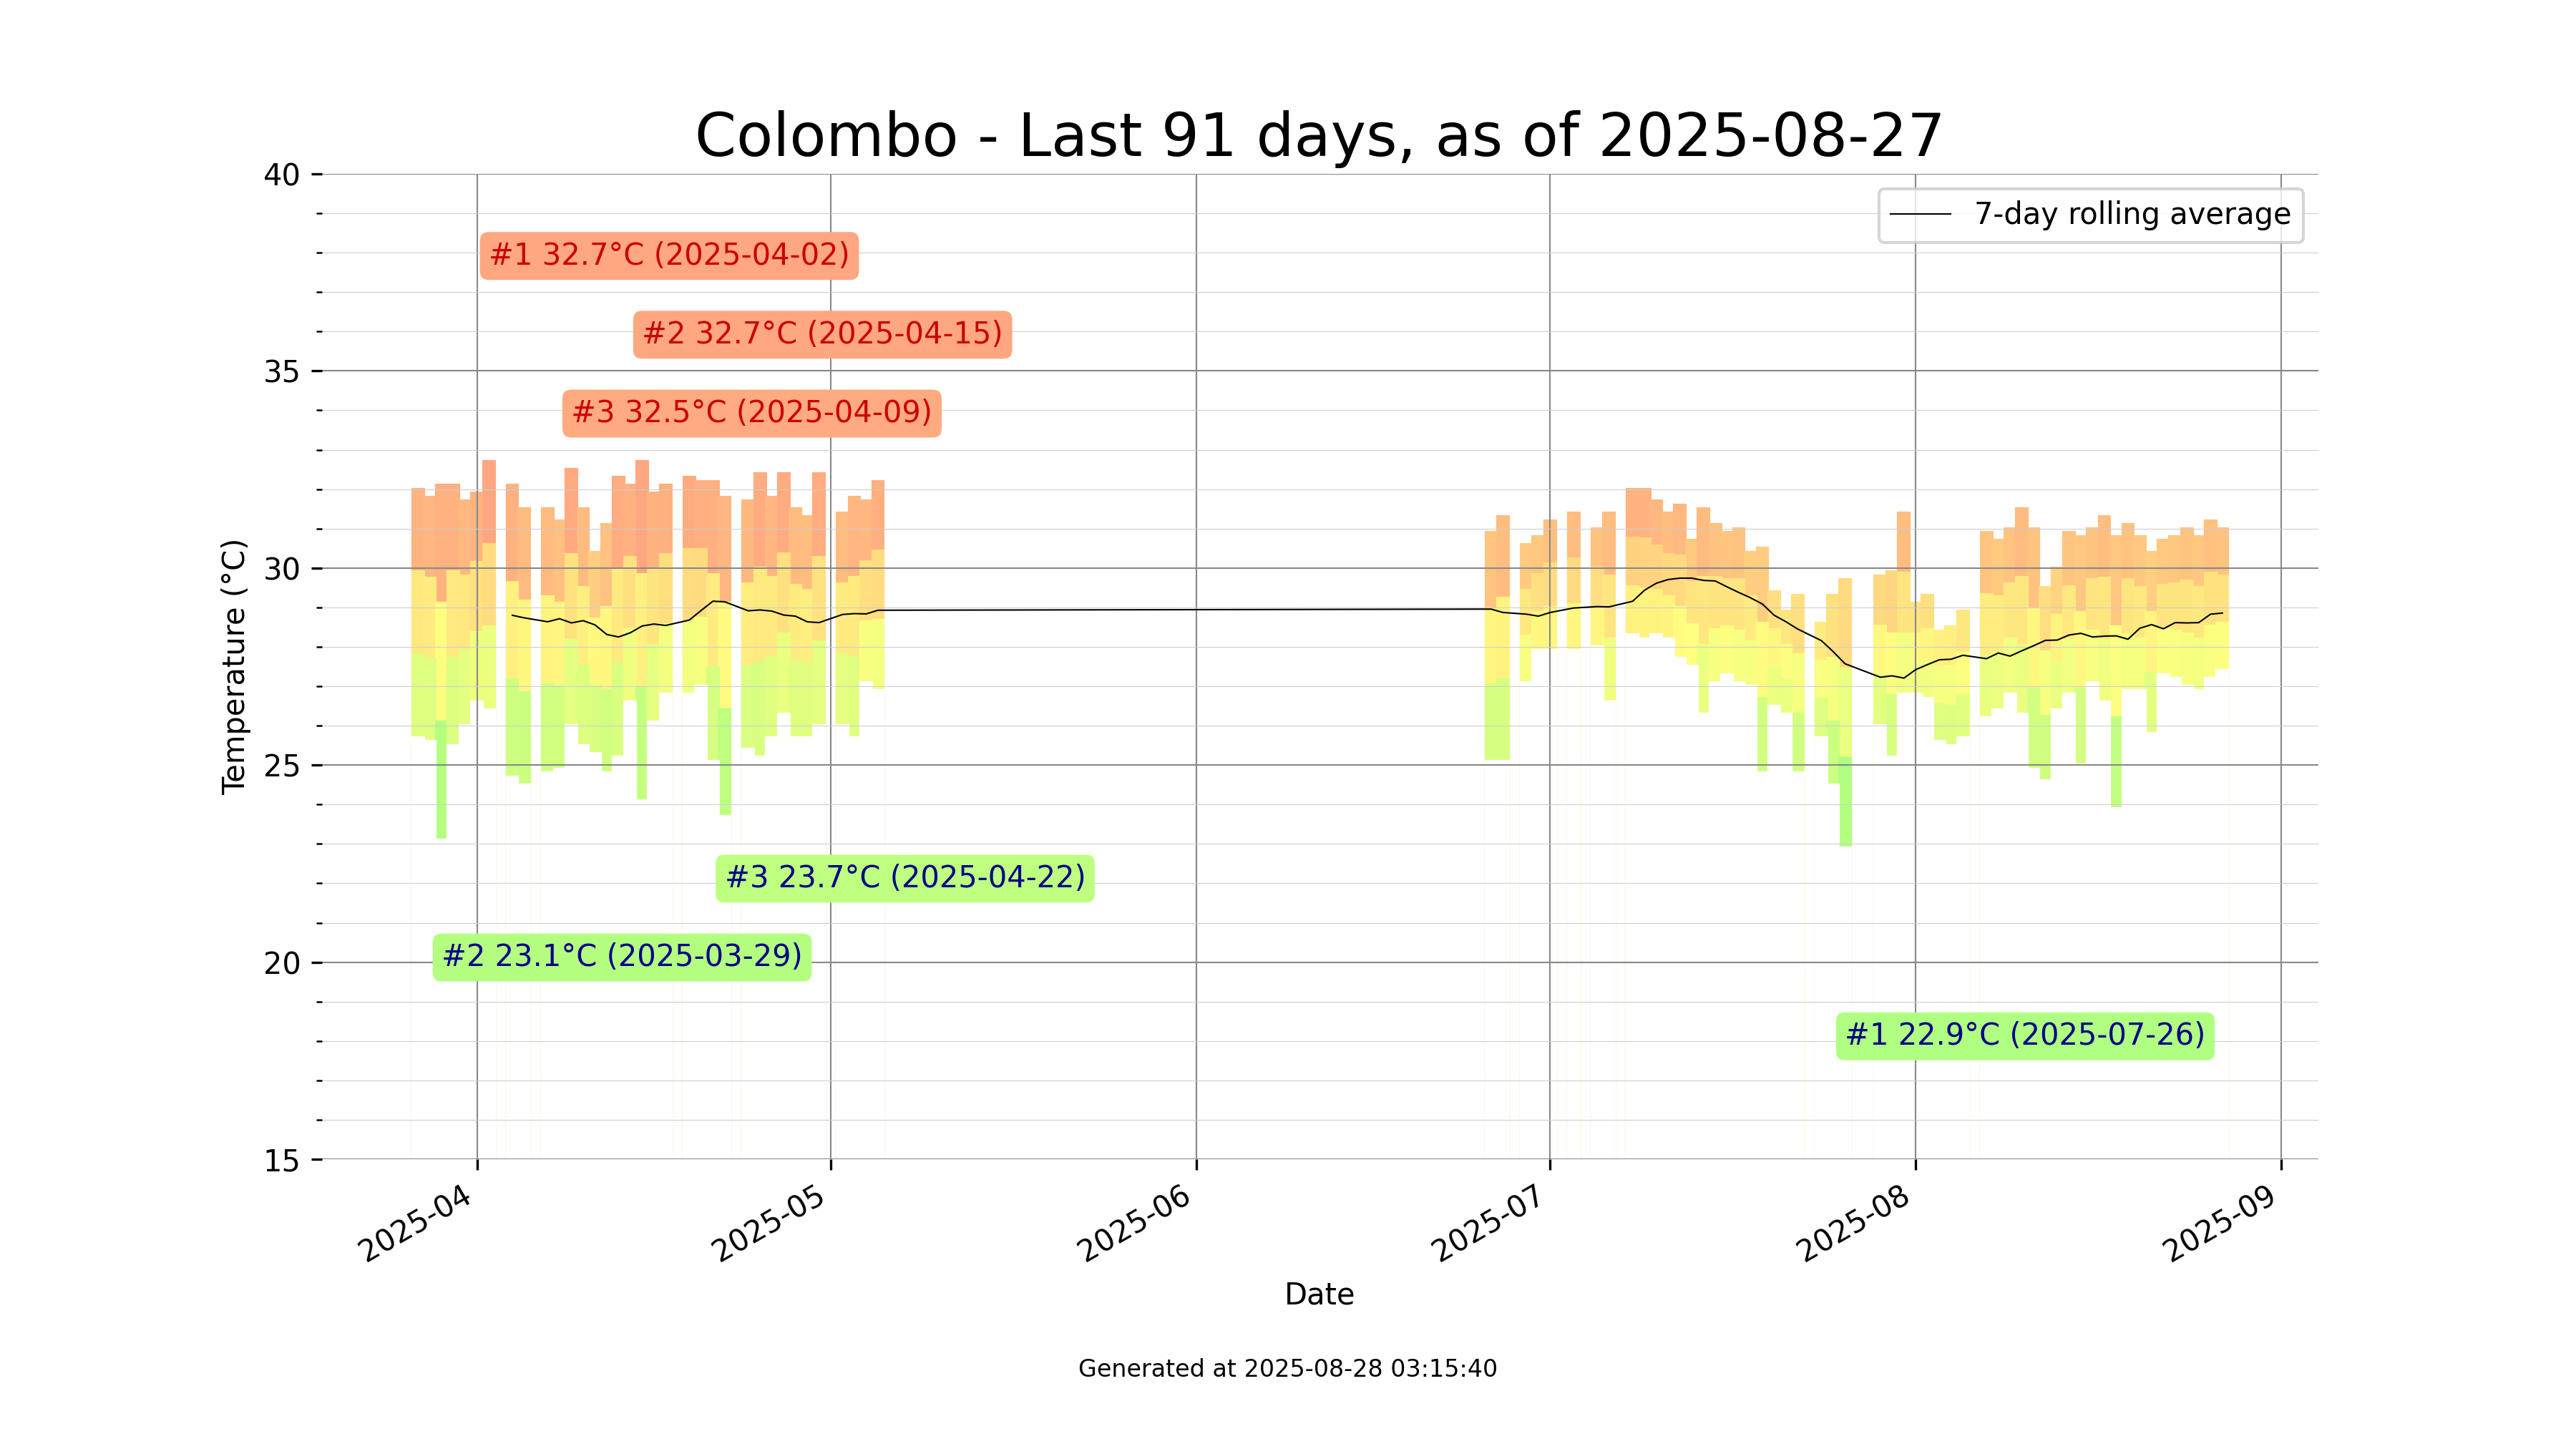 Colombo - Last 91 days, as of 2025-08-27
40
35
30
25
20
15
Temperature (°C)
7-day rolling average
#1 32.7°C (2025-04-02)
#2 32.7°C (2025-04-15)
#3 32.5°C (2025-04-09)
#3 23.7°C (2025-04-22)
#2 23.1°C (2025-03-29)
#1 22.9°C (2025-07-26)
2025-04
2025-05
2025-06
2025-07
2025-08
2025-09
Date
Generated at 2025-08-28 03:15:40